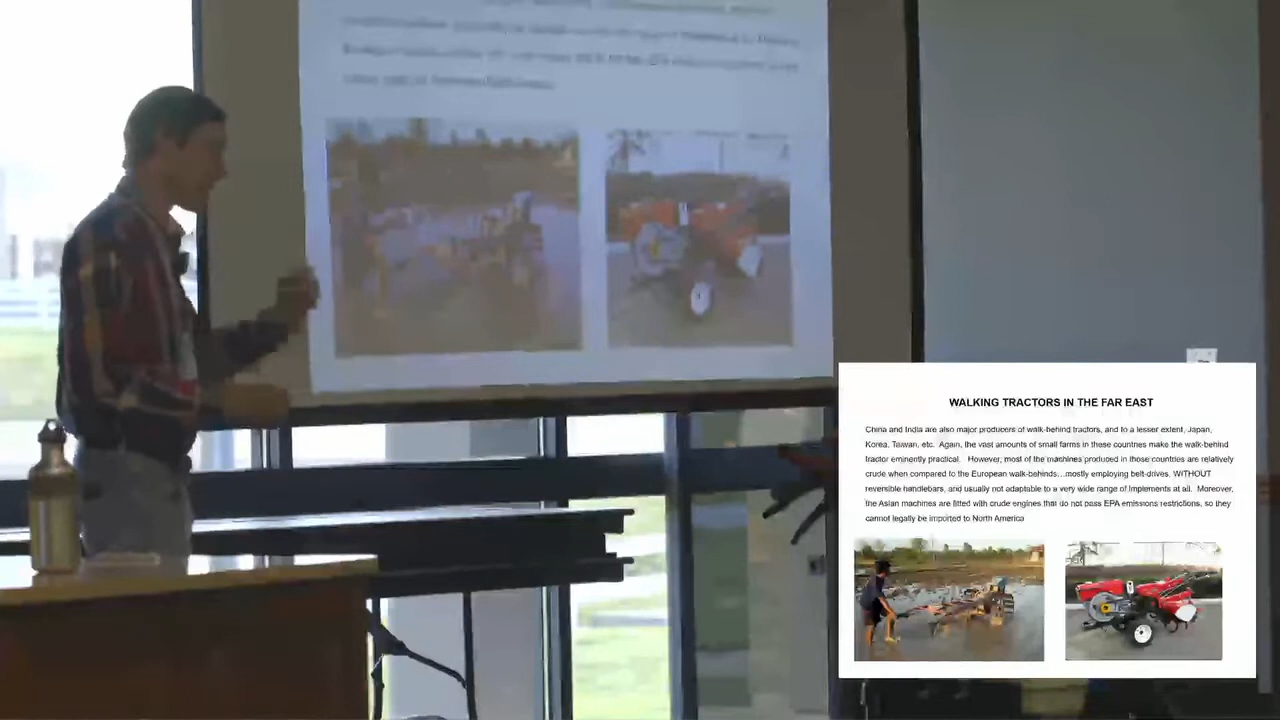 WALKING TRACTORS IN THE FAR EAST
China and India are also major producers of walk-behind tractors, and to a lesser extent, Japan,
Korea, Taiwan, etc. Again, the vast amounts of small farms in these countries make the walk-behind
tractor eminently practical. However, most of the machines produced in those countries are relatively
crude when compared to the European walk-behinds…mostly employing belt-drives, WITHOUT
reversible handlebars, and usually not adaptable to a very wide range of implements at all. Moreover,
the Asian machines are fitted with crude engines that do not pass EPA emissions restrictions, so they
cannot legally be imported to North America